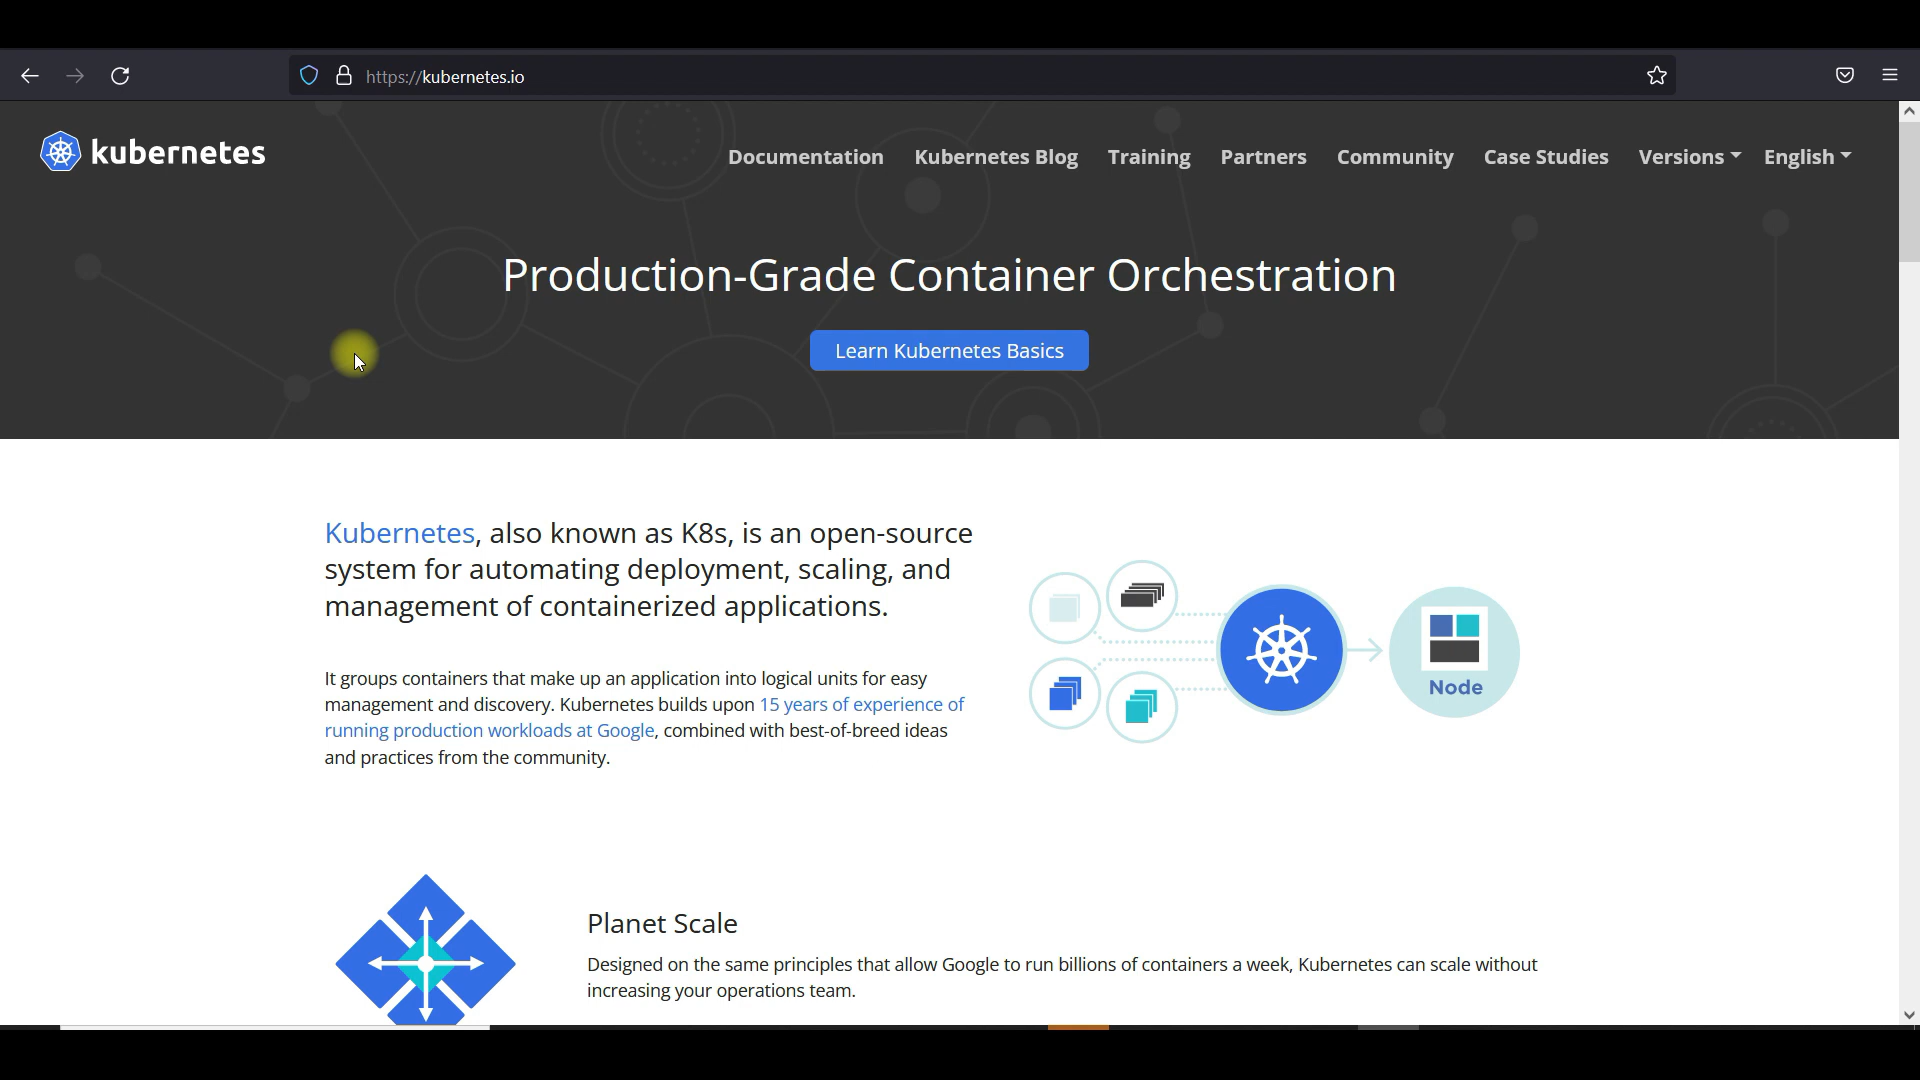 https://kubernetes.io
kubernetes
Documentation Kubernetes Blog Training Partners Community Case Studies Versions English
Production-Grade Container Orchestration
Learn Kubernetes Basics
Kubernetes, also known as K8s, is an open-source
system for automating deployment, scaling, and
management of containerized applications.
It groups containers that make up an application into logical units for easy
management and discovery. Kubernetes builds upon 15 years of experience of
running production workloads at Google, combined with best-of-breed ideas
and practices from the community.
Node
Planet Scale
Designed on the same principles that allow Google to run billions of containers a week, Kubernetes can scale without
increasing your operations team.